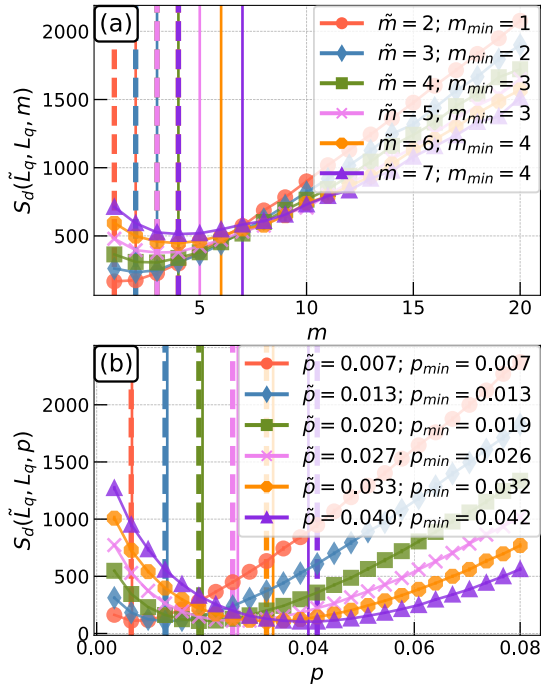 (a)
m̃ = 2; m_min = 1
m̃ = 3; m_min = 2
m̃ = 4; m_min = 3
m̃ = 5; m_min = 3
m̃ = 6; m_min = 4
m̃ = 7; m_min = 4
S_d(L̃_q, L_q, m)
2000
1500
1000
500
0 5 10 15 20
m
(b)
p̃ = 0.007; p_min = 0.007
p̃ = 0.013; p_min = 0.013
p̃ = 0.020; p_min = 0.019
p̃ = 0.027; p_min = 0.026
p̃ = 0.033; p_min = 0.032
p̃ = 0.040; p_min = 0.042
S_d(L̃_q, L_q, p)
2000
1500
1000
500
0
0.00 0.02 0.04 0.06 0.08
p